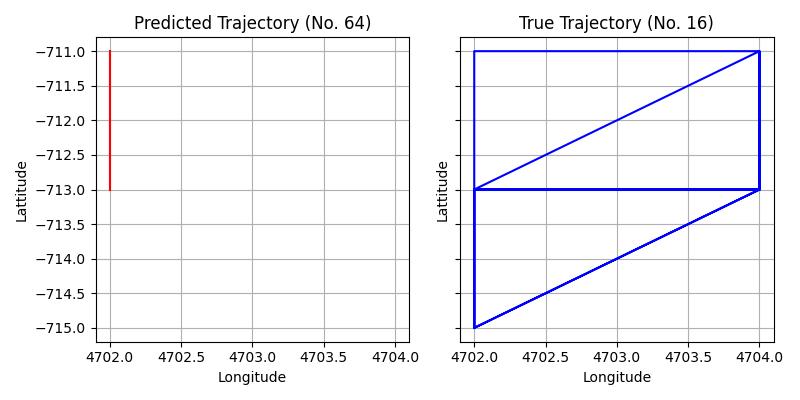 Predicted Trajectory (No. 64)
True Trajectory (No. 16)
Lattitude
−711.0
−711.5
−712.0
−712.5
−713.0
−713.5
−714.0
−714.5
−715.0
4702.0 4702.5 4703.0 4703.5 4704.0
Longitude
Lattitude
4702.0 4702.5 4703.0 4703.5 4704.0
Longitude